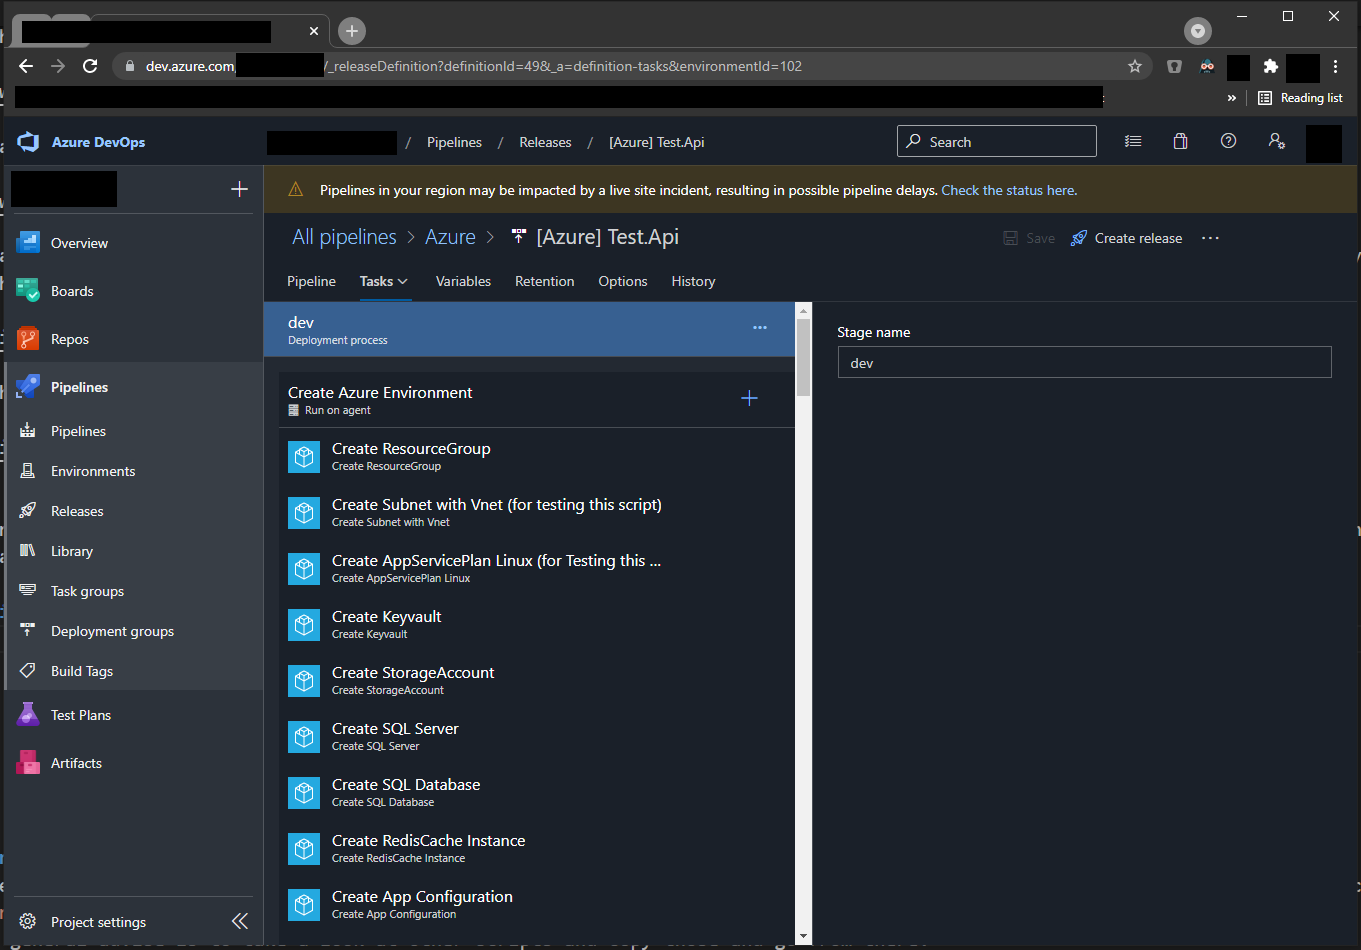 dev.azure.com
/_releaseDefinition?definitionId=49&_a=definition-tasks&environmentId=102
Reading list
Azure DevOps
/ Pipelines / Releases / [Azure] Test.Api
Search
Pipelines in your region may be impacted by a live site incident, resulting in possible pipeline delays. Check the status here.
All pipelines > Azure > [Azure] Test.Api
Save
Create release
Pipeline
Tasks
Variables
Retention
Options
History
Overview
Boards
Repos
Pipelines
Pipelines
Environments
Releases
Library
Task groups
Deployment groups
Build Tags
Test Plans
Artifacts
Project settings
dev
Deployment process
Create Azure Environment
Run on agent
Create ResourceGroup
Create ResourceGroup
Create Subnet with Vnet (for testing this script)
Create Subnet with Vnet
Create AppServicePlan Linux (for Testing this ...
Create AppServicePlan Linux
Create Keyvault
Create Keyvault
Create StorageAccount
Create StorageAccount
Create SQL Server
Create SQL Server
Create SQL Database
Create SQL Database
Create RedisCache Instance
Create RedisCache Instance
Create App Configuration
Create App Configuration
Stage name
dev